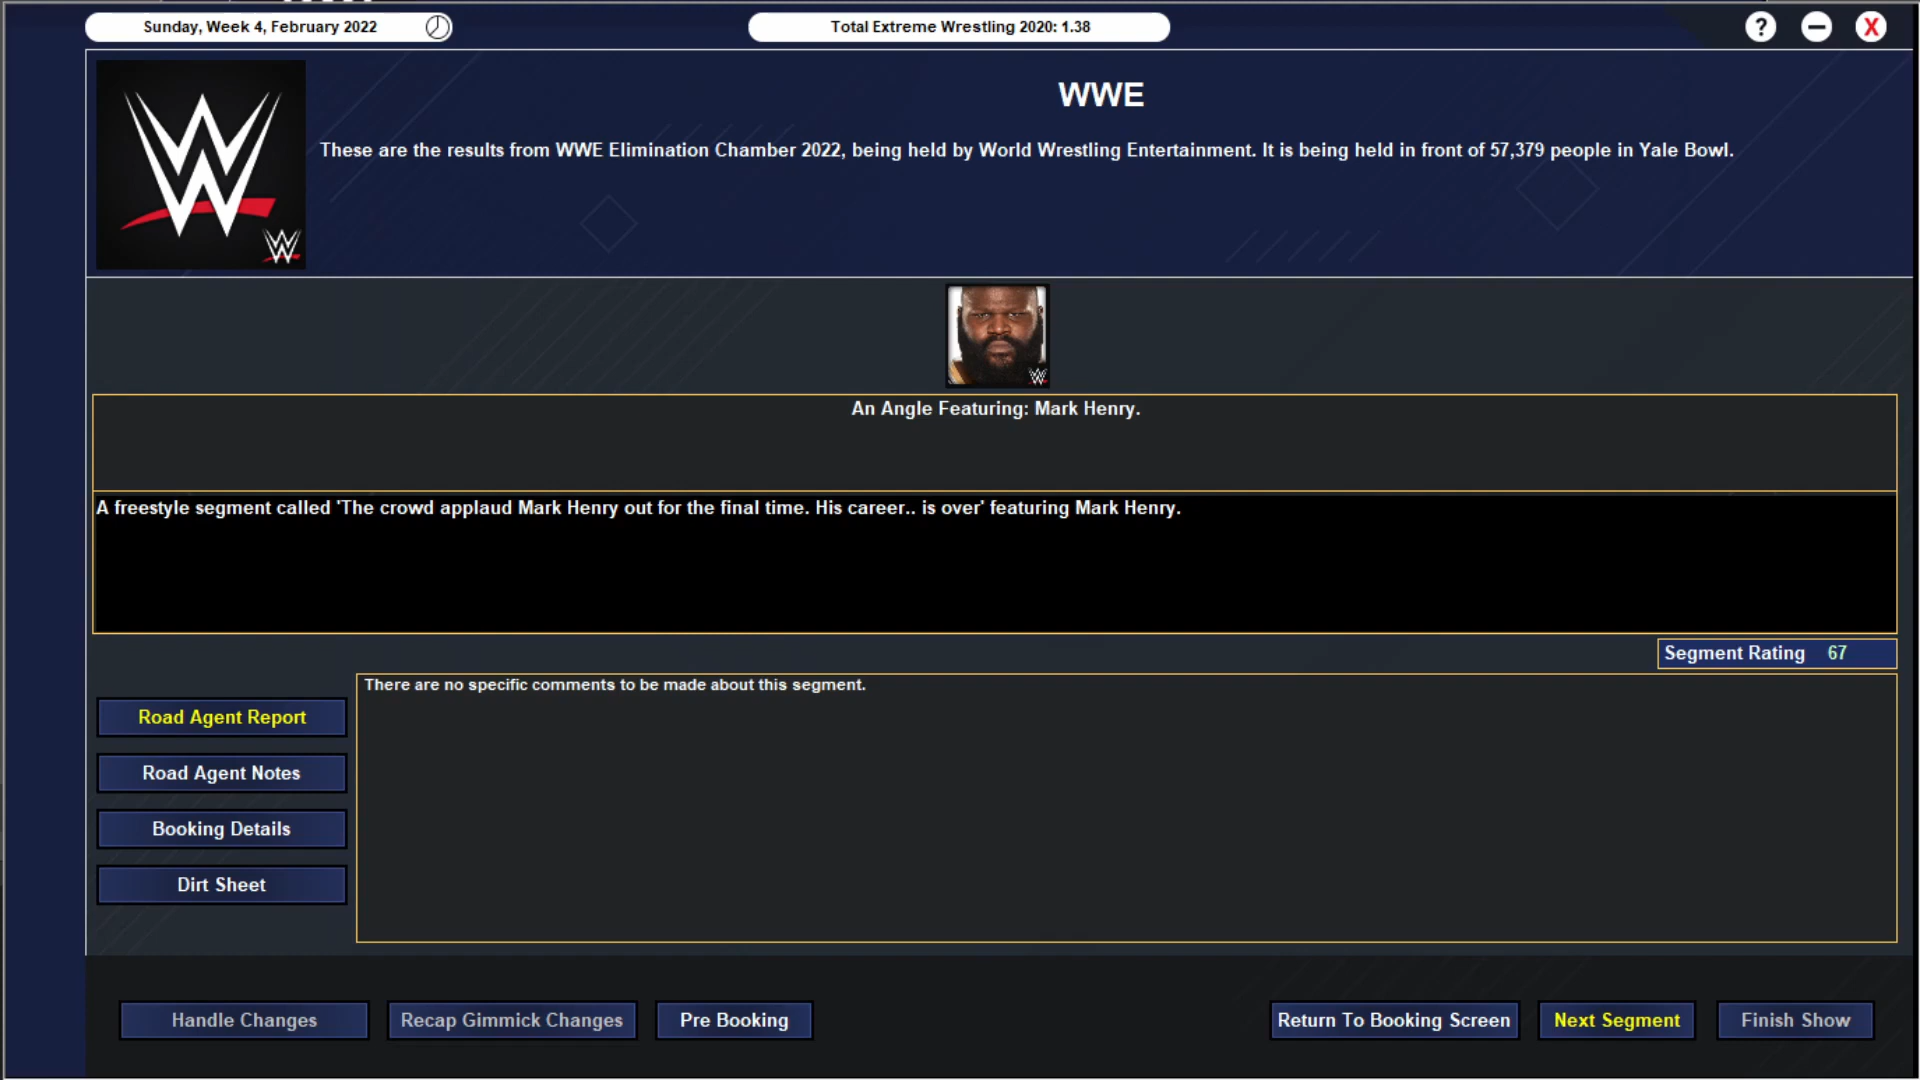 Sunday, Week 4, February 2022
Total Extreme Wrestling 2020: 1.38
?
X
WWE
These are the results from WWE Elimination Chamber 2022, being held by World Wrestling Entertainment. It is being held in front of 57,379 people in Yale Bowl.
An Angle Featuring: Mark Henry.
A freestyle segment called 'The crowd applaud Mark Henry out for the final time. His career.. is over' featuring Mark Henry.
Segment Rating 67
There are no specific comments to be made about this segment.
Road Agent Report
Road Agent Notes
Booking Details
Dirt Sheet
Handle Changes
Recap Gimmick Changes
Pre Booking
Return To Booking Screen
Next Segment
Finish Show